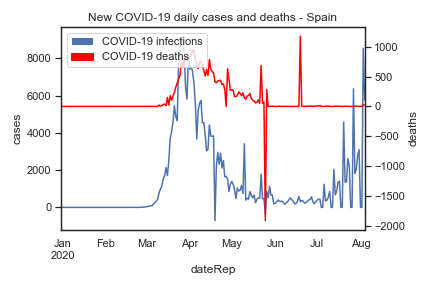 New COVID-19 daily cases and deaths - Spain
COVID-19 infections
COVID-19 deaths
8000
6000
4000
2000
0
cases
1000
500
0
−500
−1000
−1500
−2000
deaths
Jan Feb Mar Apr May Jun Jul Aug
2020
dateRep